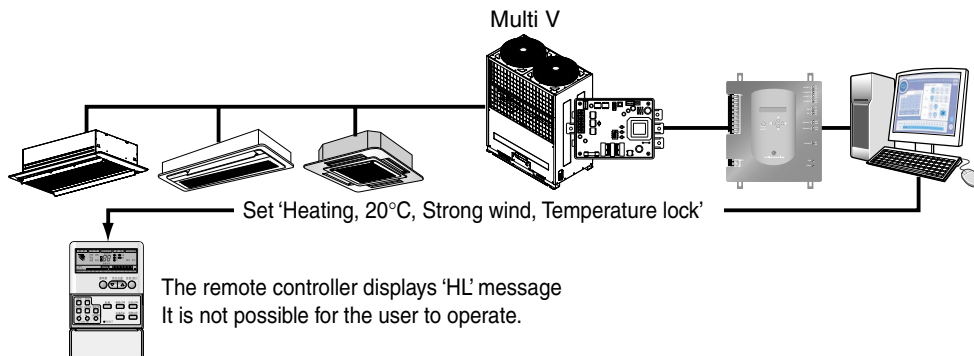 Multi V
Set ‘Heating, 20°C, Strong wind, Temperature lock’
The remote controller displays ‘HL’ message
It is not possible for the user to operate.